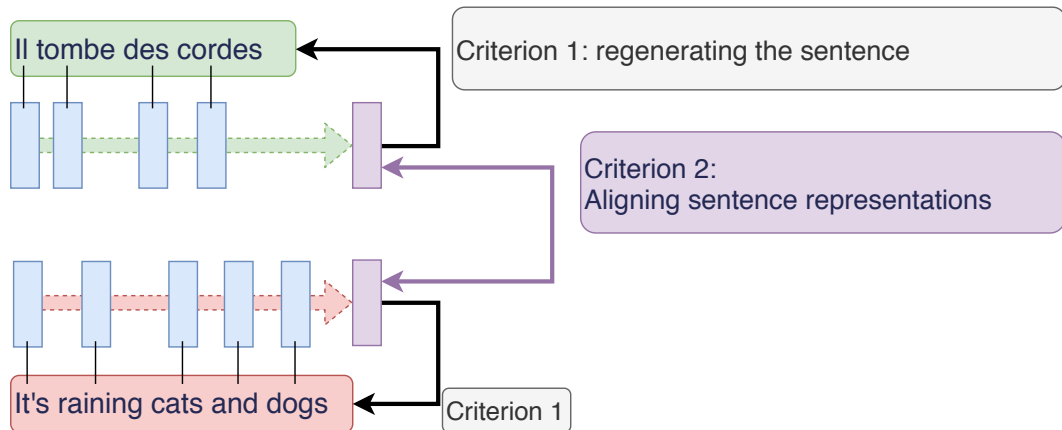 Il tombe des cordes
Criterion 1: regenerating the sentence
Criterion 2:
Aligning sentence representations
It's raining cats and dogs
Criterion 1